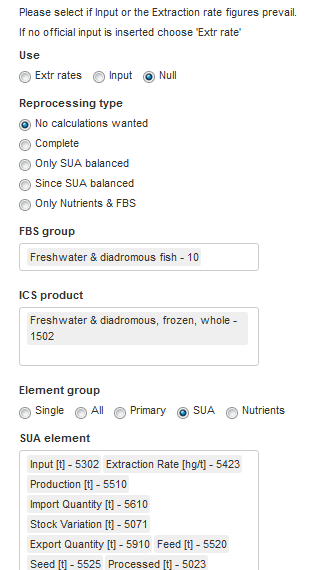 Please select if Input or the Extraction rate figures prevail.
If no official input is inserted choose 'Extr rate'
Use
Extr rates Input Null
Reprocessing type
No calculations wanted
Complete
Only SUA balanced
Since SUA balanced
Only Nutrients & FBS
FBS group
Freshwater & diadromous fish - 10
ICS product
Freshwater & diadromous, frozen, whole -
1502
Element group
Single All Primary SUA Nutrients
SUA element
Input [t] - 5302 Extraction Rate [hg/t] - 5423
Production [t] - 5510
Import Quantity [t] - 5610
Stock Variation [t] - 5071
Export Quantity [t] - 5910 Feed [t] - 5520
Seed [t] - 5525 Processed [t] - 5023